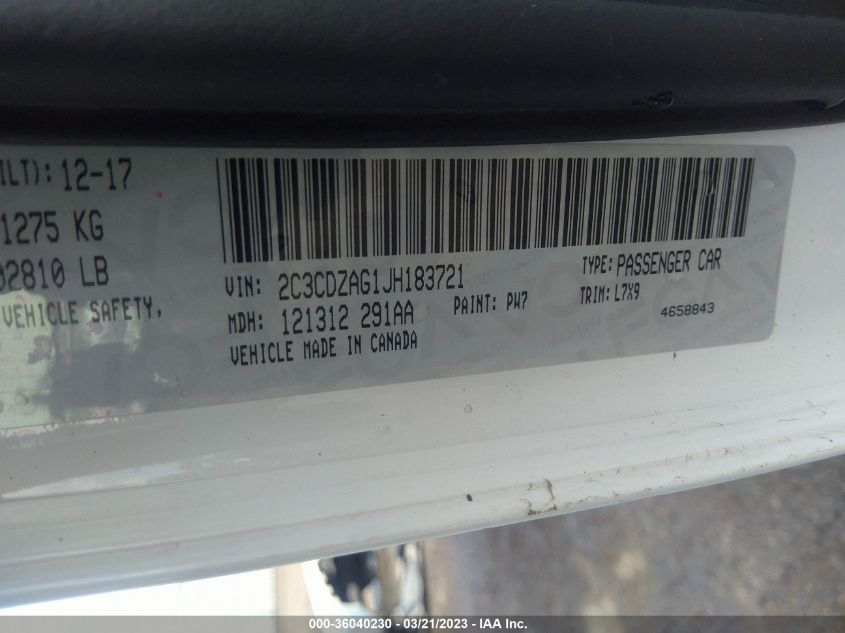 ILT): 12-17
1275 KG
02810 LB
VEHICLE SAFETY,
VIN: 2C3CDZAG1JH183721
TYPE: PASSENGER CAR
MDH: 121312 291AA
PAINT: PW7
TRIM: L7X9
VEHICLE MADE IN CANADA
4658843
000-36040230 - 03/21/2023 - IAA Inc.